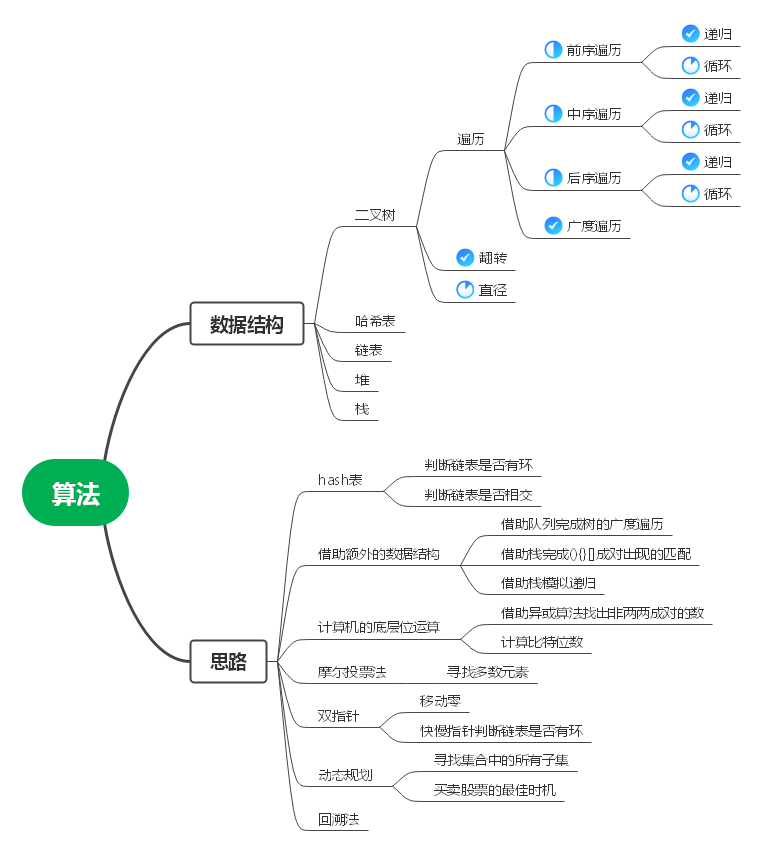 算法
数据结构
二叉树
遍历
前序遍历
递归
循环
中序遍历
递归
循环
后序遍历
递归
循环
广度遍历
翻转
直径
哈希表
链表
堆
栈
思路
hash表
判断链表是否有环
判断链表是否相交
借助额外的数据结构
借助队列完成树的广度遍历
借助栈完成(){}[]成对出现的匹配
借助栈模拟递归
计算机的底层位运算
借助异或算法找出非两两成对的数
计算比特位数
摩尔投票法
寻找多数元素
双指针
移动零
快慢指针判断链表是否有环
动态规划
寻找集合中的所有子集
买卖股票的最佳时机
回溯法